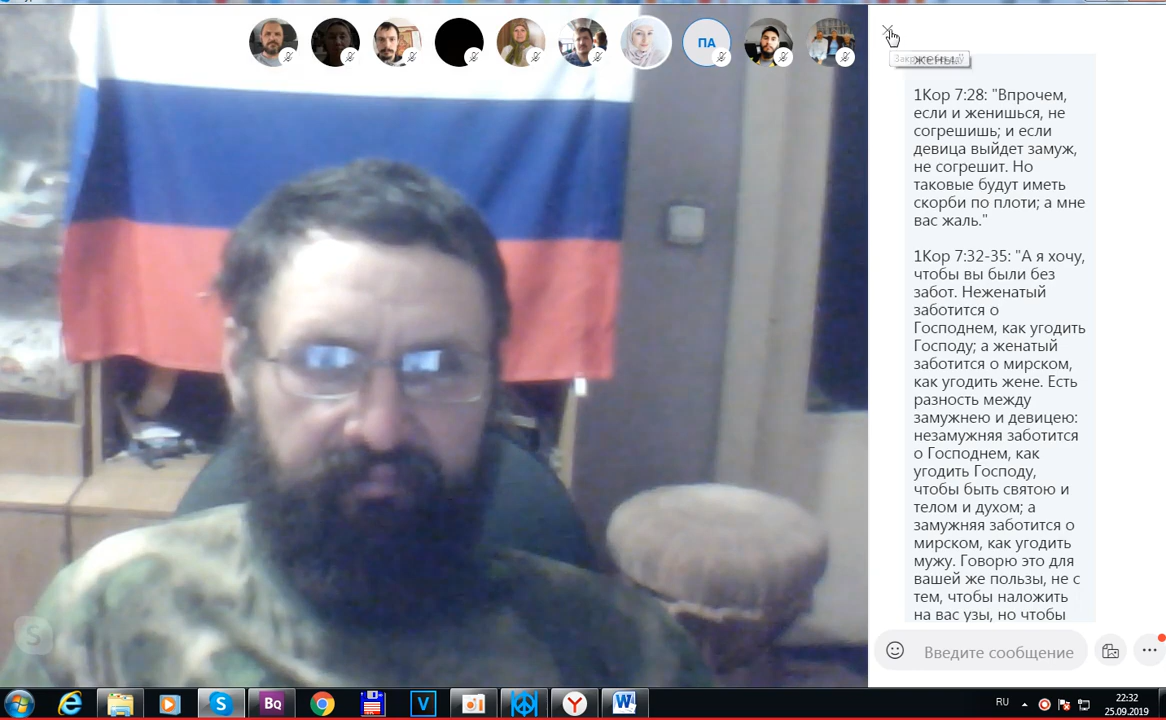 ПА
жены."
1Кор 7:28: "Впрочем,
если и женишься, не
согрешишь; и если
девица выйдет замуж,
не согрешит. Но
таковые будут иметь
скорби по плоти; а мне
вас жаль."
1Кор 7:32-35: "А я хочу,
чтобы вы были без
забот. Неженатый
заботится о
Господнем, как угодить
Господу; а женатый
заботится о мирском,
как угодить жене. Есть
разность между
замужнею и девицею:
незамужняя заботится
о Господнем, как
угодить Господу,
чтобы быть святою и
телом и духом; а
замужняя заботится о
мирском, как угодить
мужу. Говорю это для
вашей же пользы, не с
тем, чтобы наложить
на вас узы, но чтобы
Введите сообщение
S
S
Bq
V
Y
W
RU
22:32
25.09.2019